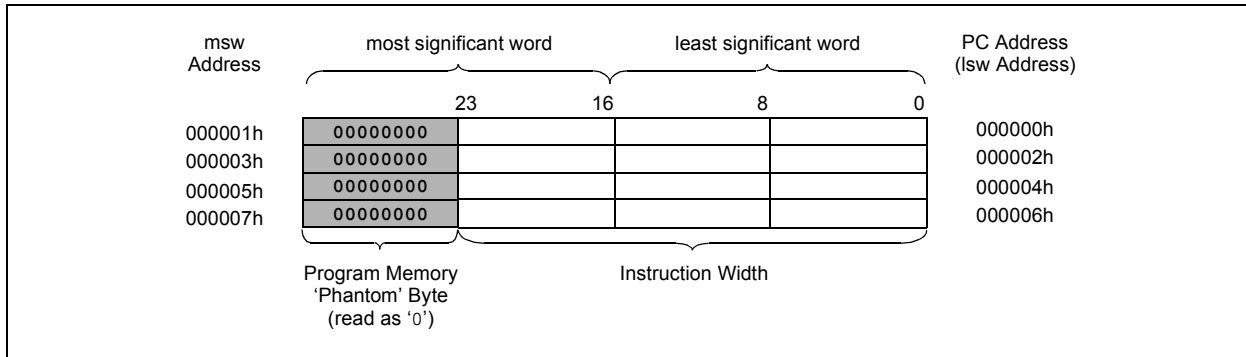 msw
Address
most significant word
least significant word
PC Address
(lsw Address)
23 16 8 0
000001h 00000000 000000h
000003h 00000000 000002h
000005h 00000000 000004h
000007h 00000000 000006h
Program Memory
‘Phantom’ Byte
(read as ‘0’)
Instruction Width